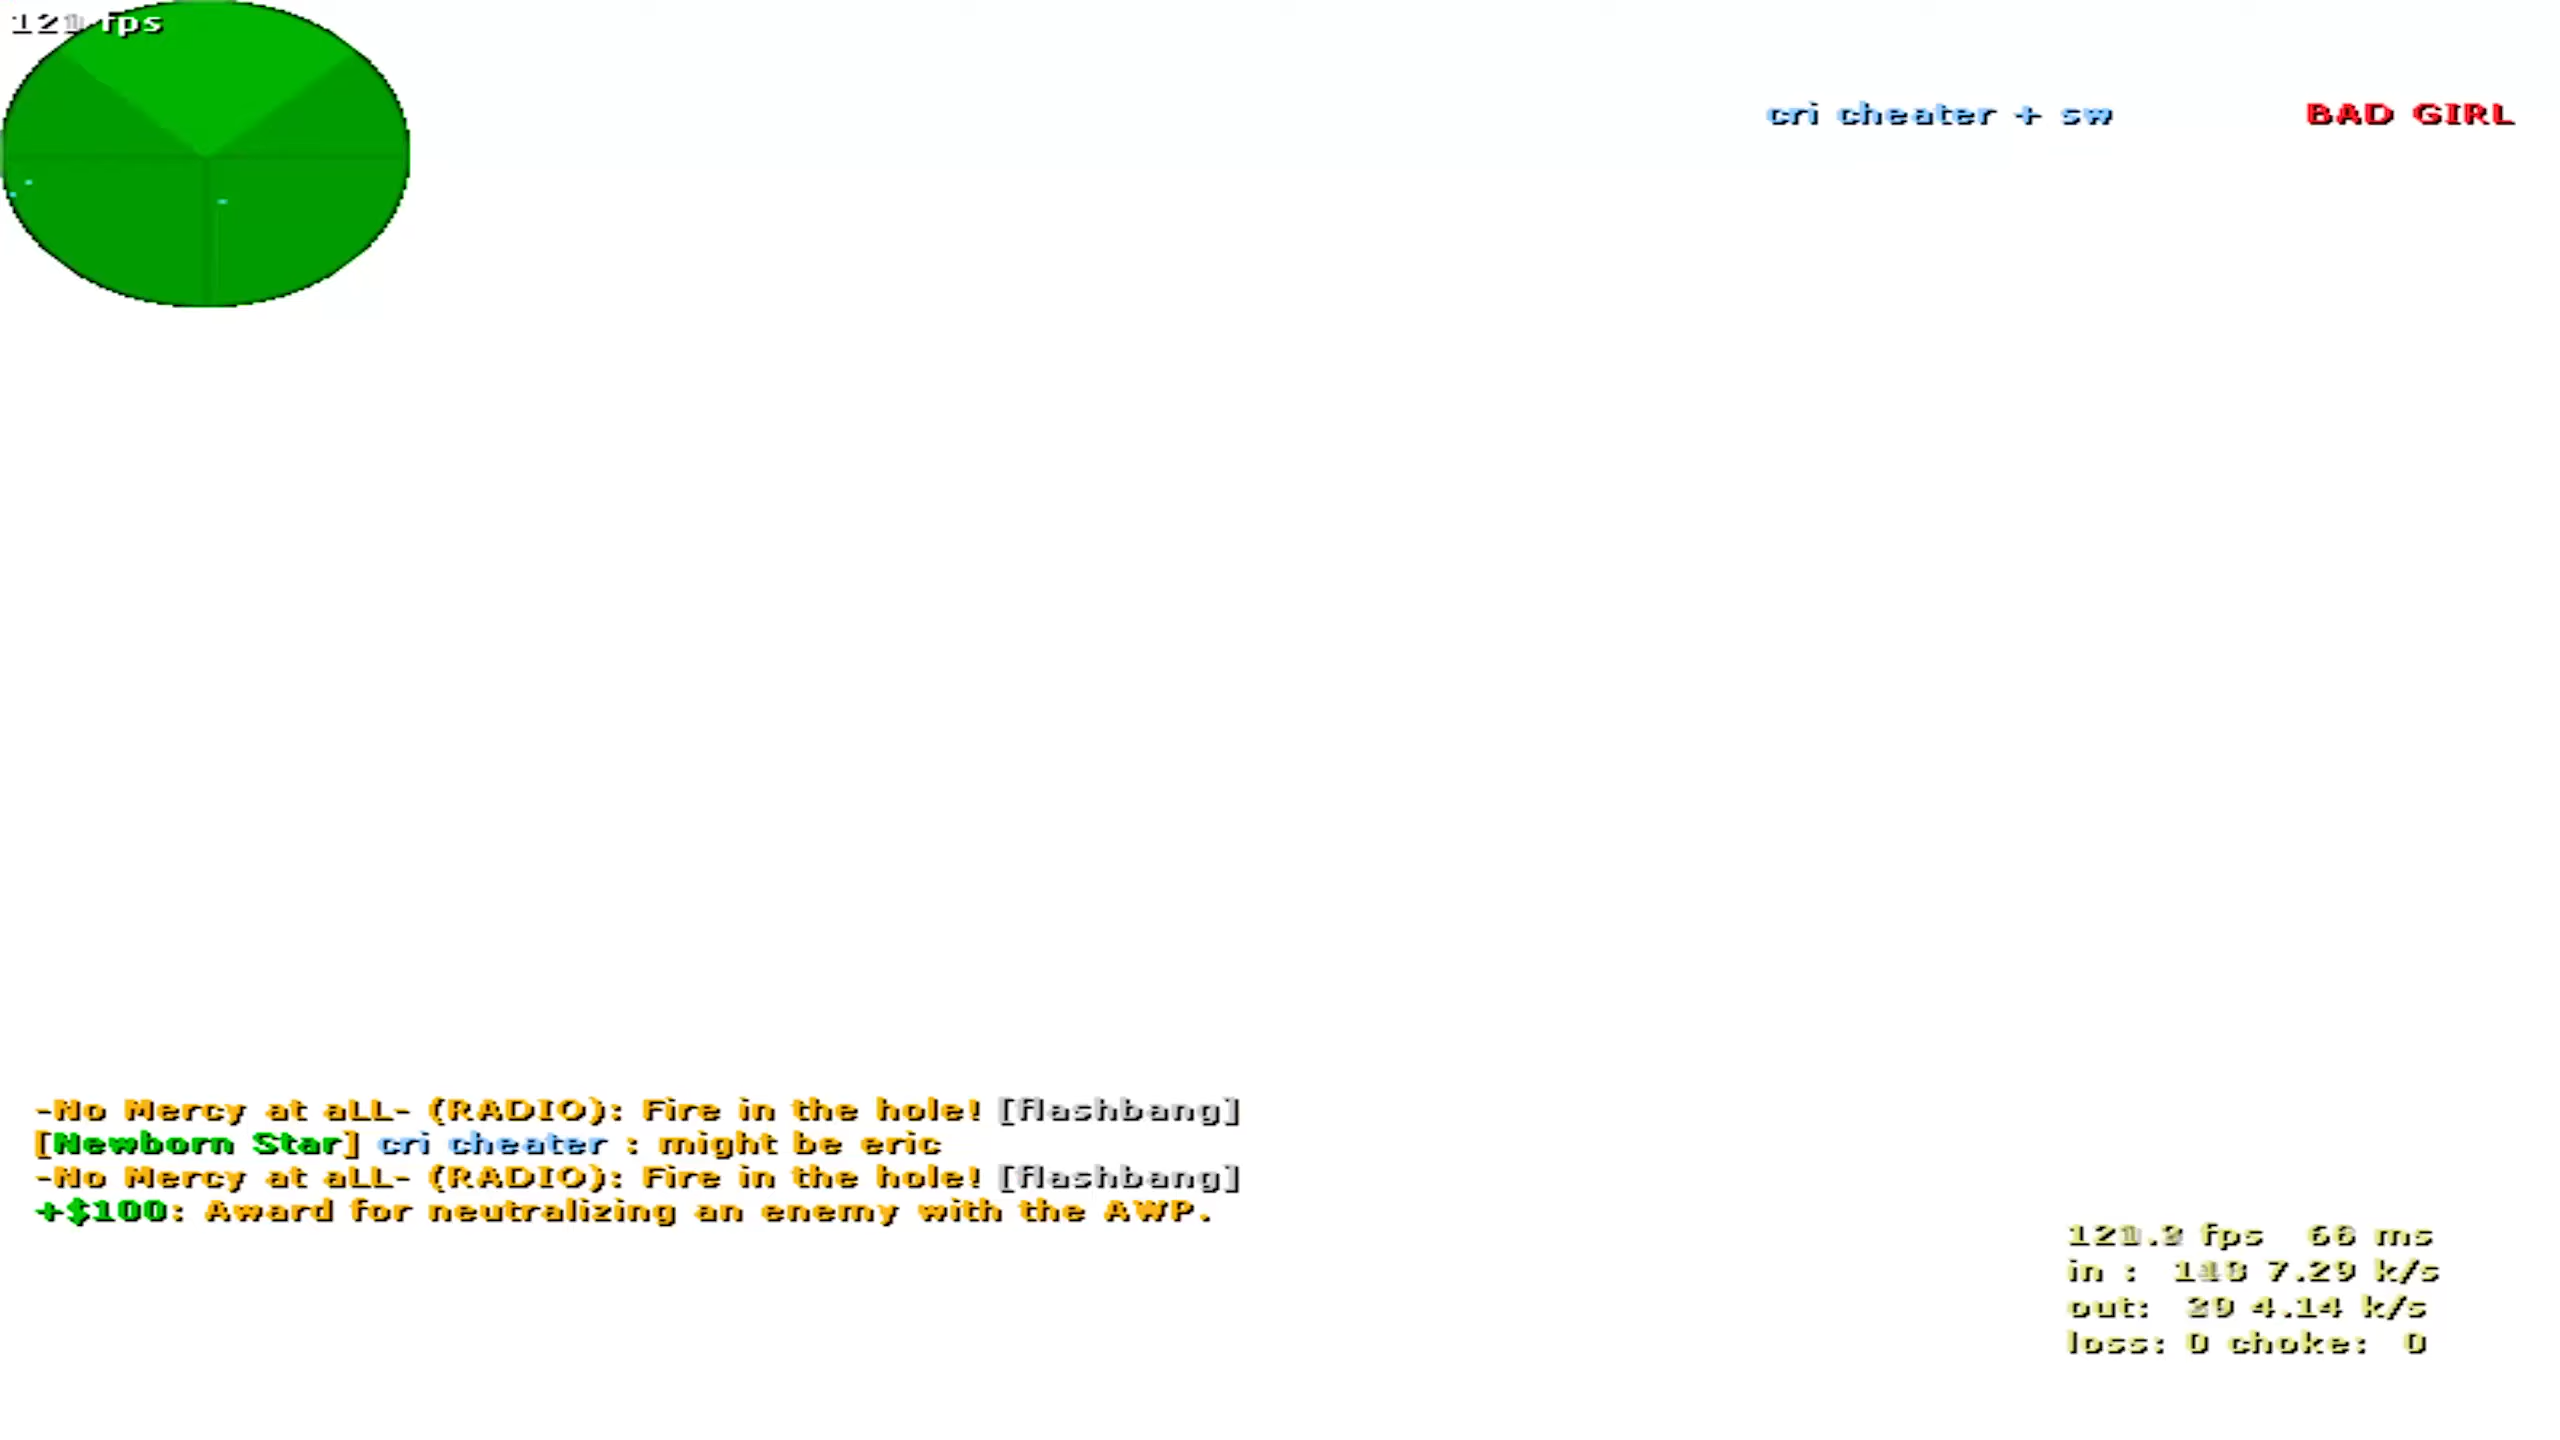 fps
cri cheater + sw BAD GIRL
-No Mercy at aLL- (RADIO): Fire in the hole! [flashbang]
[Newborn Star] cri cheater : might be eric
-No Mercy at aLL- (RADIO): Fire in the hole! [flashbang]
+$100: Award for neutralizing an enemy with the AWP.
fps ms
in : 7.29 k/s
out: 4.14 k/s
loss: 0 choke: 0